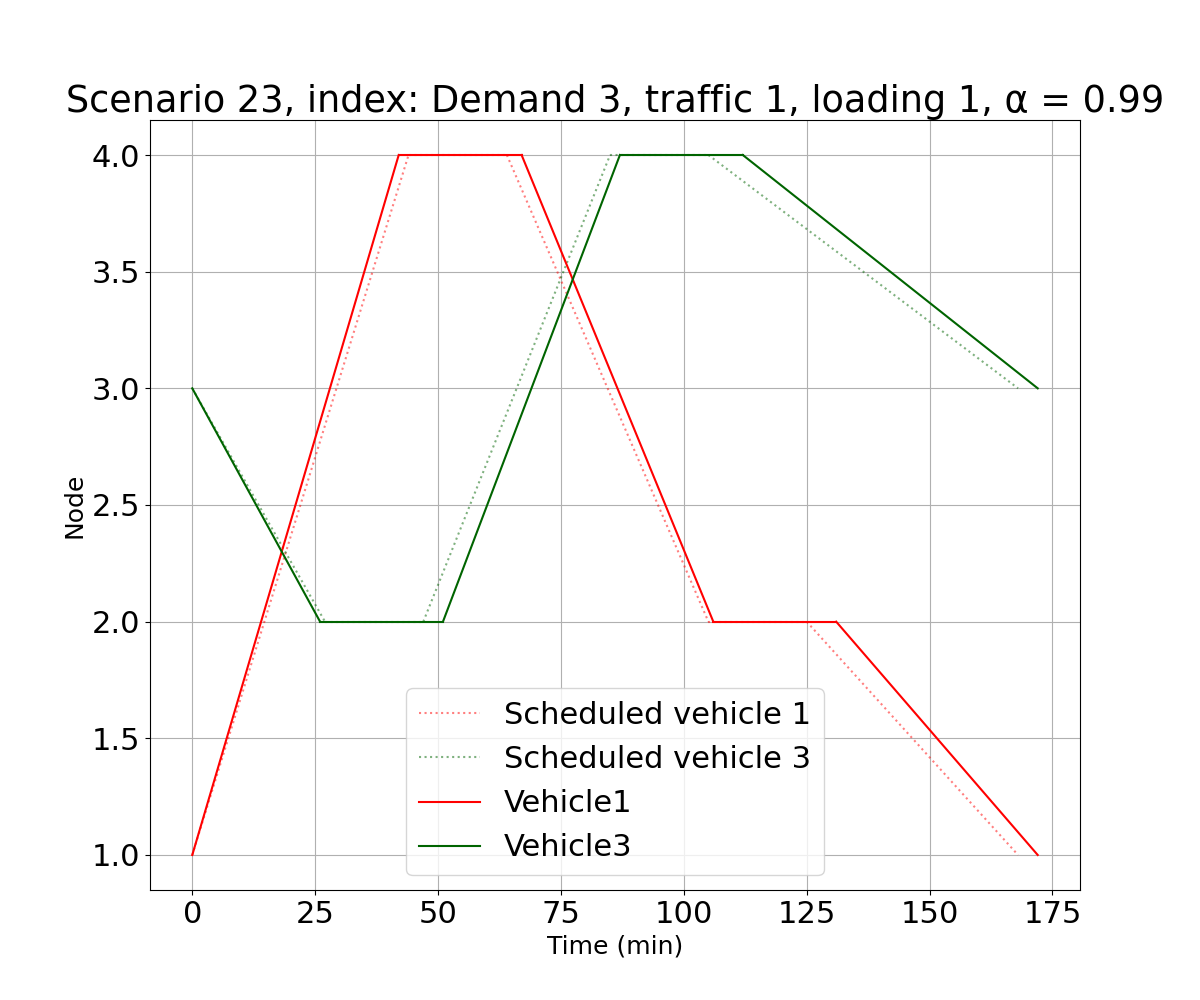 Scenario 23, index: Demand 3, traffic 1, loading 1, α = 0.99
4.0
3.5
3.0
2.5
2.0
1.5
1.0
Node
Scheduled vehicle 1
Scheduled vehicle 3
Vehicle1
Vehicle3
0 25 50 75 100 125 150 175
Time (min)